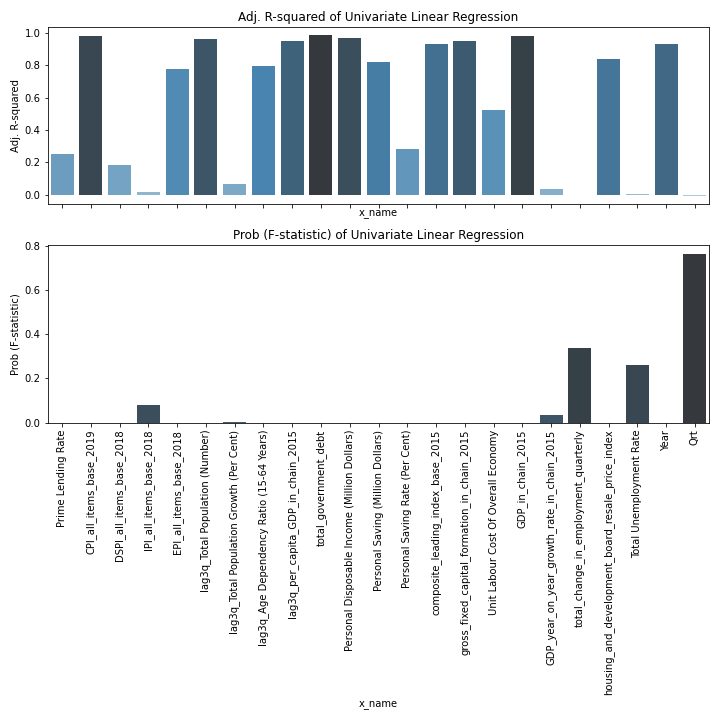 Adj. R-squared of Univariate Linear Regression
1.0
0.8
0.6
0.4
0.2
0.0
Adj. R-squared
x_name
Prob (F-statistic) of Univariate Linear Regression
0.8
0.6
0.4
0.2
0.0
Prob (F-statistic)
Prime Lending Rate
CPI_all_items_base_2019
DSPI_all_items_base_2018
IPI_all_items_base_2018
EPI_all_items_base_2018
lag3q_Total Population (Number)
lag3q_Total Population Growth (Per Cent)
lag3q_Age Dependency Ratio (15-64 Years)
lag3q_per_capita_GDP_in_chain_2015
total_government_debt
Personal Disposable Income (Million Dollars)
Personal Saving (Million Dollars)
Personal Saving Rate (Per Cent)
composite_leading_index_base_2015
gross_fixed_capital_formation_in_chain_2015
Unit Labour Cost Of Overall Economy
GDP_in_chain_2015
GDP_year_on_year_growth_rate_in_chain_2015
total_change_in_employment_quarterly
housing_and_development_board_resale_price_index
Total Unemployment Rate
Year
Qrt
x_name